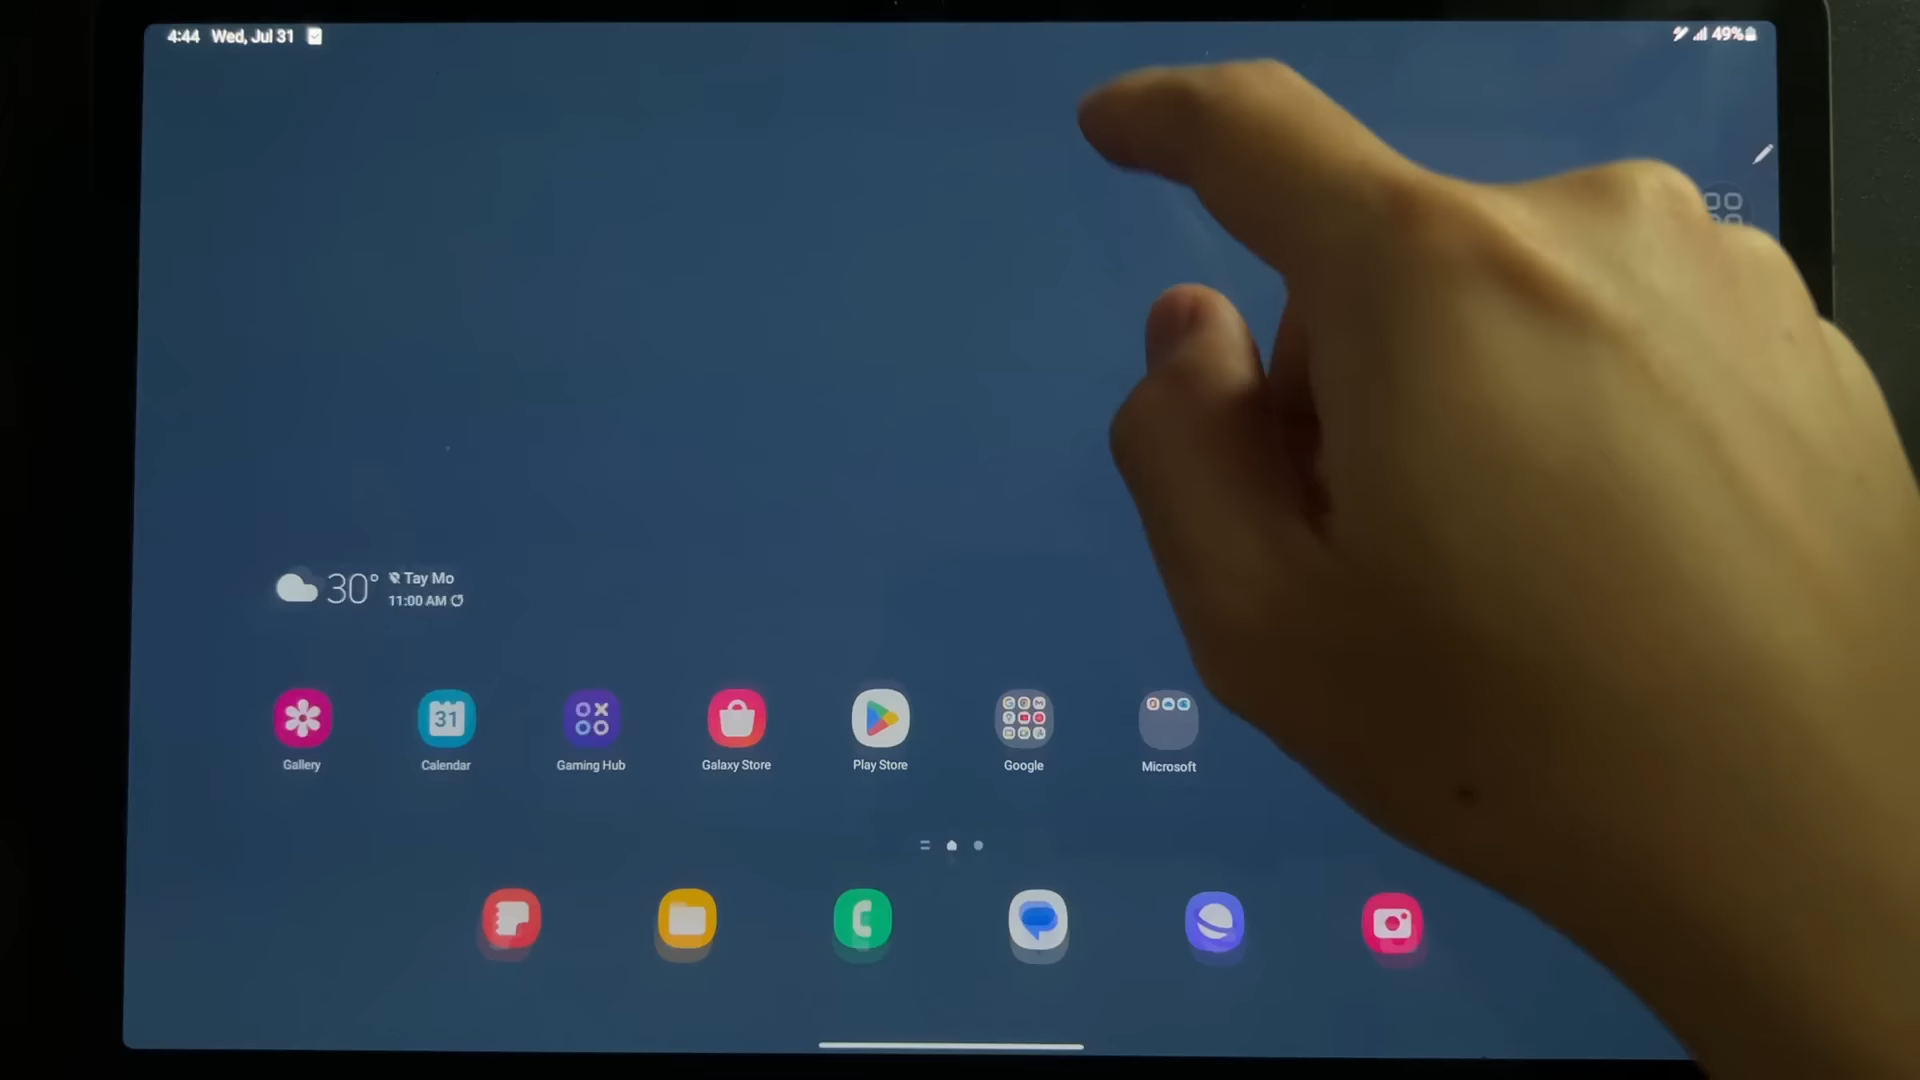 4:44 Wed, Jul 31
49%
30° Tay Mo
11:00 AM
31
Gallery
Calendar
Gaming Hub
Galaxy Store
Play Store
Google
Microsoft